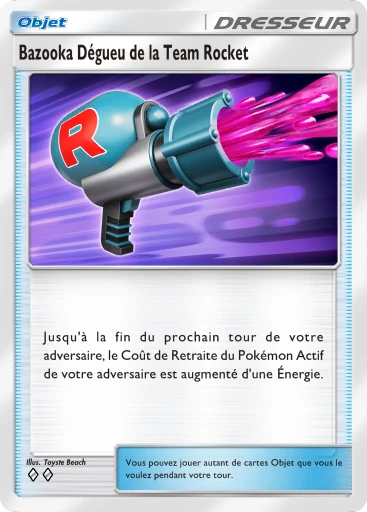 Objet
DRESSEUR
Bazooka Dégueu de la Team Rocket
R
Jusqu'à la fin du prochain tour de votre
adversaire, le Coût de Retraite du Pokémon Actif
de votre adversaire est augmenté d'une Énergie.
Illus. Toyste Beach
Vous pouvez jouer autant de cartes Objet que vous le
voulez pendant votre tour.